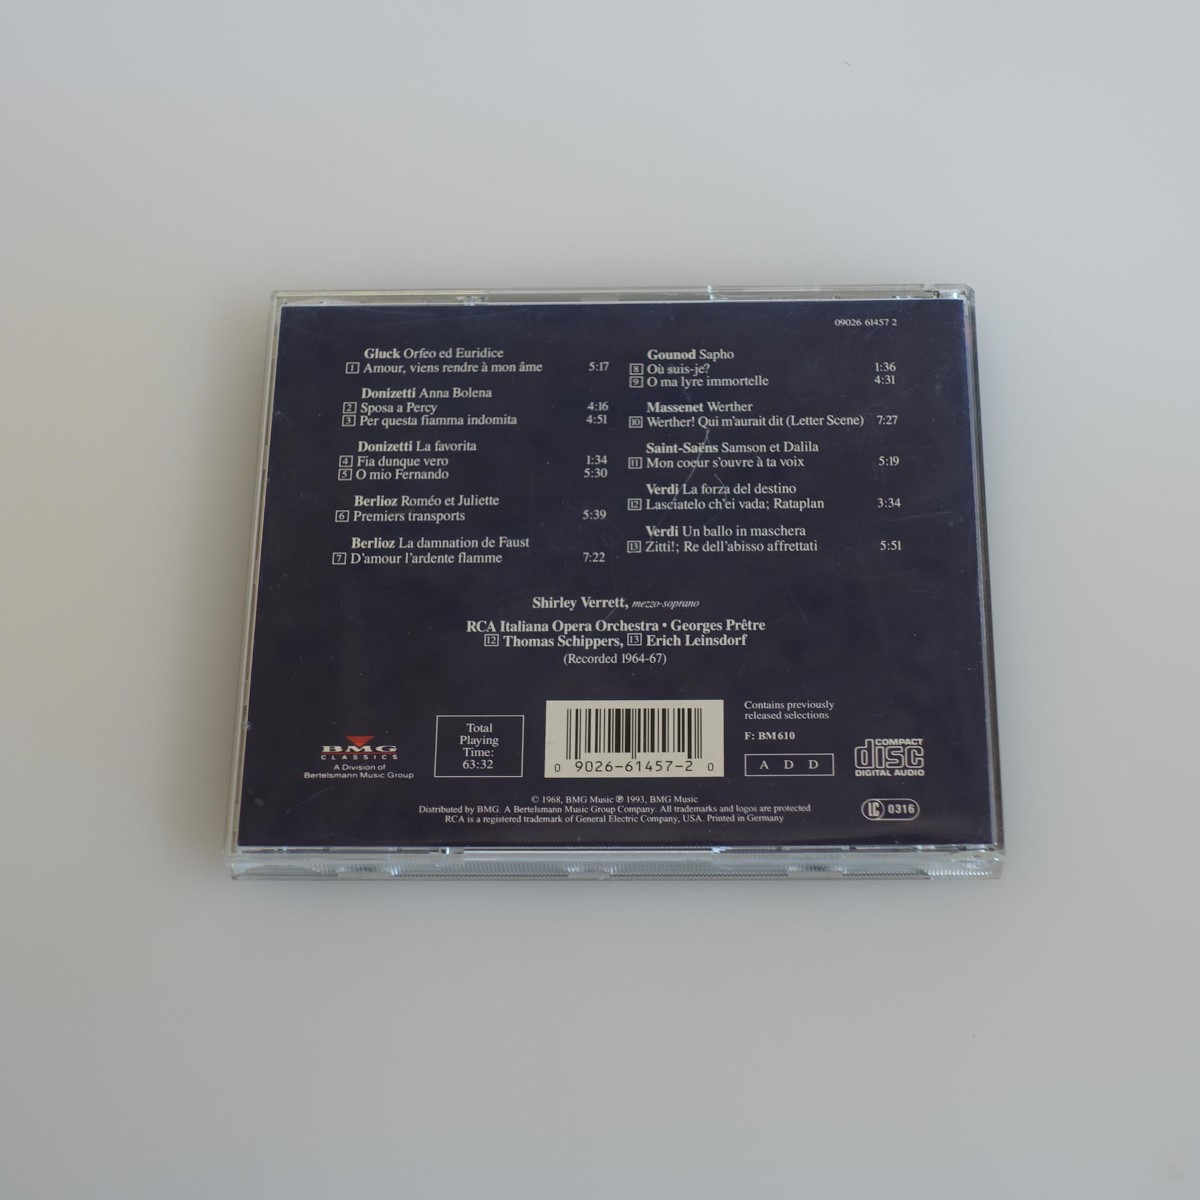 09026 61457 2
Gluck Orfeo ed Euridice
1 Amour, viens rendre à mon âme 5:17
Donizetti Anna Bolena
2 Sposa a Percy 4:16
3 Per questa fiamma indomita 4:51
Donizetti La favorita
4 Fia dunque vero 1:34
5 O mio Fernando 5:30
Berlioz Roméo et Juliette
6 Premiers transports 5:39
Berlioz La damnation de Faust
7 D'amour l'ardente flamme 7:22
Gounod Sapho
8 Où suis-je? 1:36
9 O ma lyre immortelle 4:31
Massenet Werther
10 Werther! Qui m'aurait dit (Letter Scene) 7:27
Saint-Saëns Samson et Dalila
11 Mon coeur s'ouvre à ta voix 5:19
Verdi La forza del destino
12 Lasciatelo ch'ei vada; Rataplan 3:34
Verdi Un ballo in maschera
13 Zitti!; Re dell'abisso affrettati 5:51
Shirley Verrett, mezzo-soprano
RCA Italiana Opera Orchestra • Georges Prêtre
12 Thomas Schippers, 13 Erich Leinsdorf
(Recorded 1964-67)
BMG
CLASSICS
A Division of
Bertelsmann Music Group
Total
Playing
Time:
63:32
0 9026-61457-2 0
Contains previously
released selections
F: BM 610
A D D
COMPACT
disc
DIGITAL AUDIO
© 1968, BMG Music ℗ 1993, BMG Music
Distributed by BMG. A Bertelsmann Music Group Company. All trademarks and logos are protected
RCA is a registered trademark of General Electric Company, USA. Printed in Germany
LC 0316